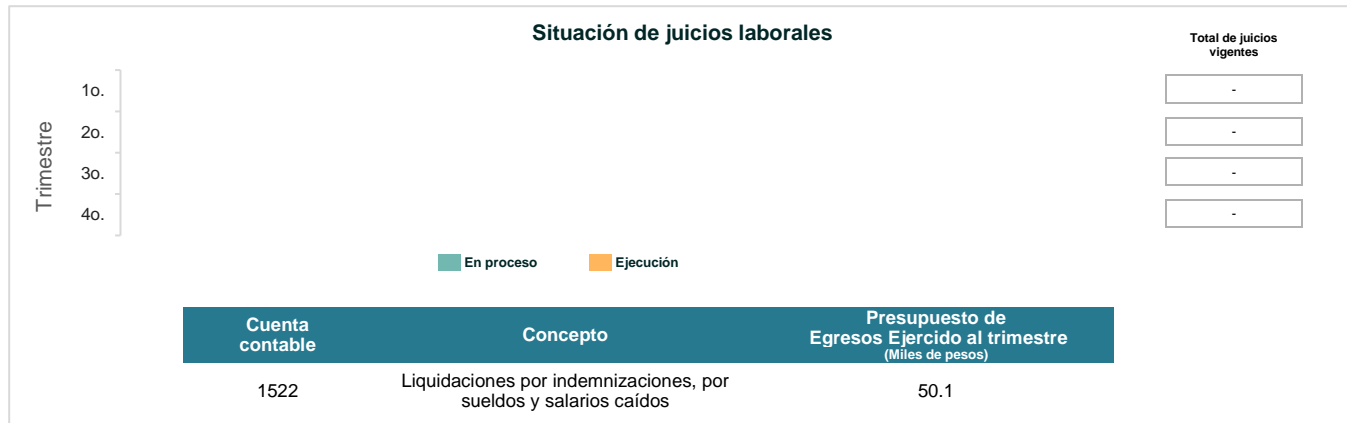 Situación de juicios laborales
Total de juicios
vigentes
Trimestre
1o.
-
2o.
-
3o.
-
4o.
-
En proceso
Ejecución
Cuenta
contable
Concepto
Presupuesto de
Egresos Ejercido al trimestre
(Miles de pesos)
1522
Liquidaciones por indemnizaciones, por
sueldos y salarios caídos
50.1